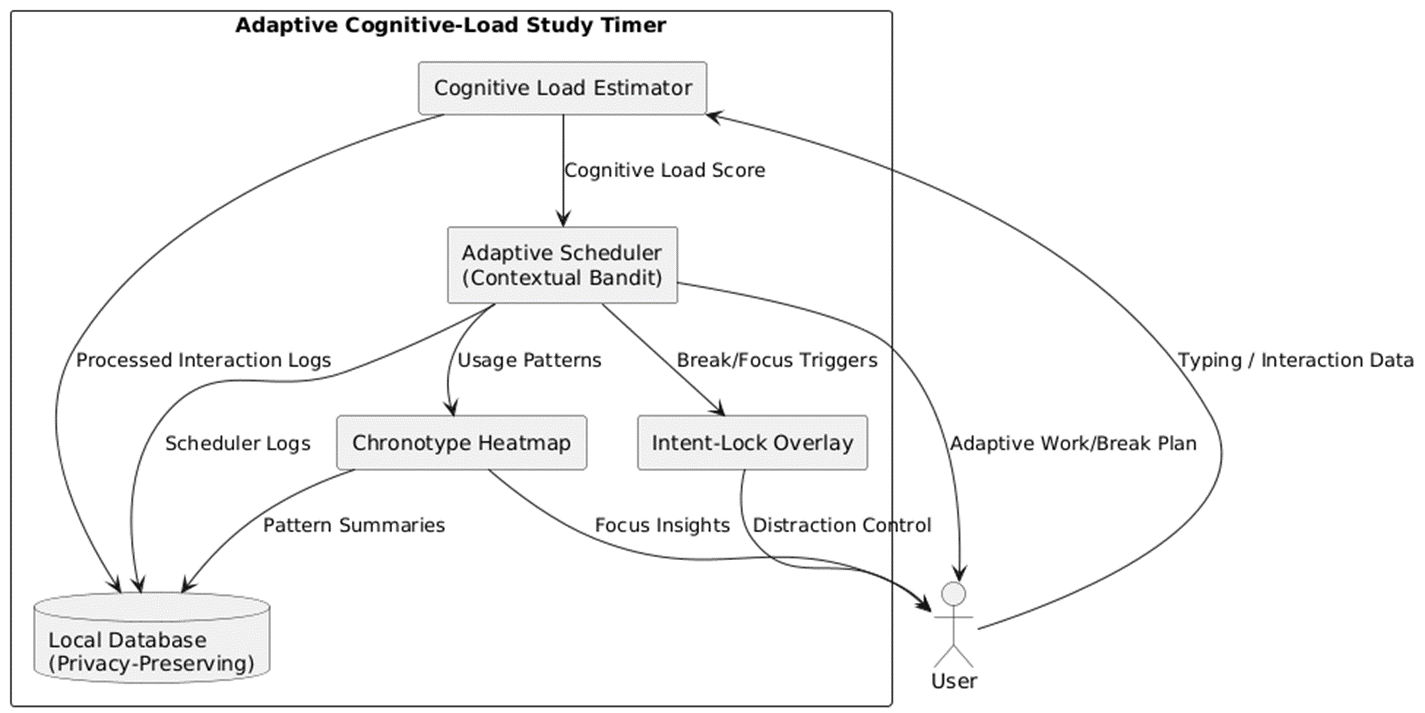 Adaptive Cognitive-Load Study Timer
Cognitive Load Estimator
Cognitive Load Score
Adaptive Scheduler
(Contextual Bandit)
Processed Interaction Logs
Usage Patterns
Break/Focus Triggers
Typing / Interaction Data
Scheduler Logs
Chronotype Heatmap
Intent-Lock Overlay
Adaptive Work/Break Plan
Pattern Summaries
Focus Insights
Distraction Control
Local Database
(Privacy-Preserving)
User